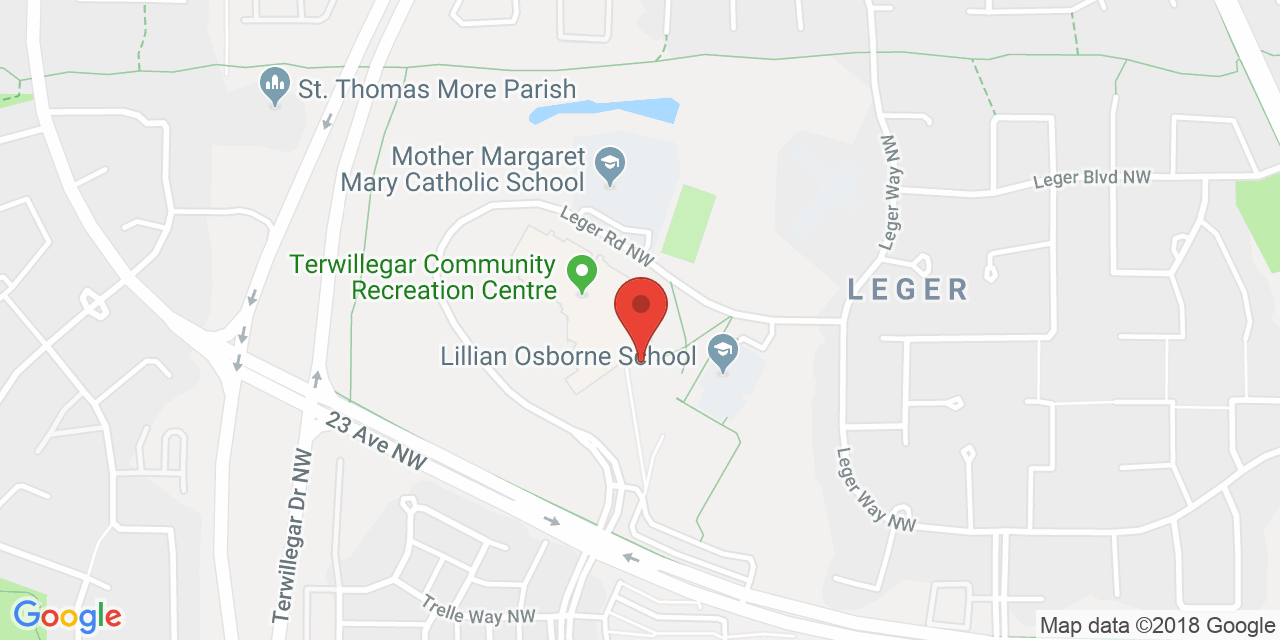 St. Thomas More Parish
Mother Margaret
Mary Catholic School
Leger Way NW
Leger Blvd NW
Leger Rd NW
Terwillegar Community
Recreation Centre
LEGER
Lillian Osborne School
23 Ave NW
Terwillegar Dr NW
Leger Way NW
Trelle Way NW
Google
Map data ©2018 Google